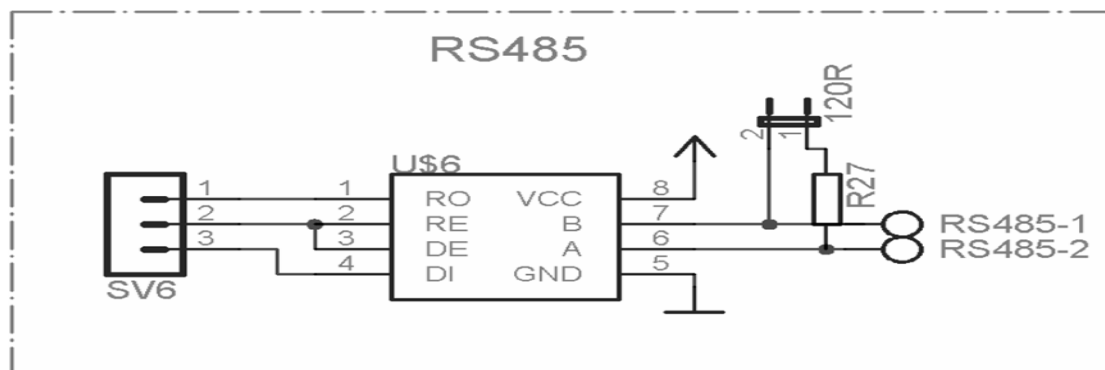 RS485
120R
2 1
R27
U$6
1 1 RO VCC 8
2 2 RE B 7 RS485-1
3 3 DE A 6 RS485-2
4 DI GND 5
SV6